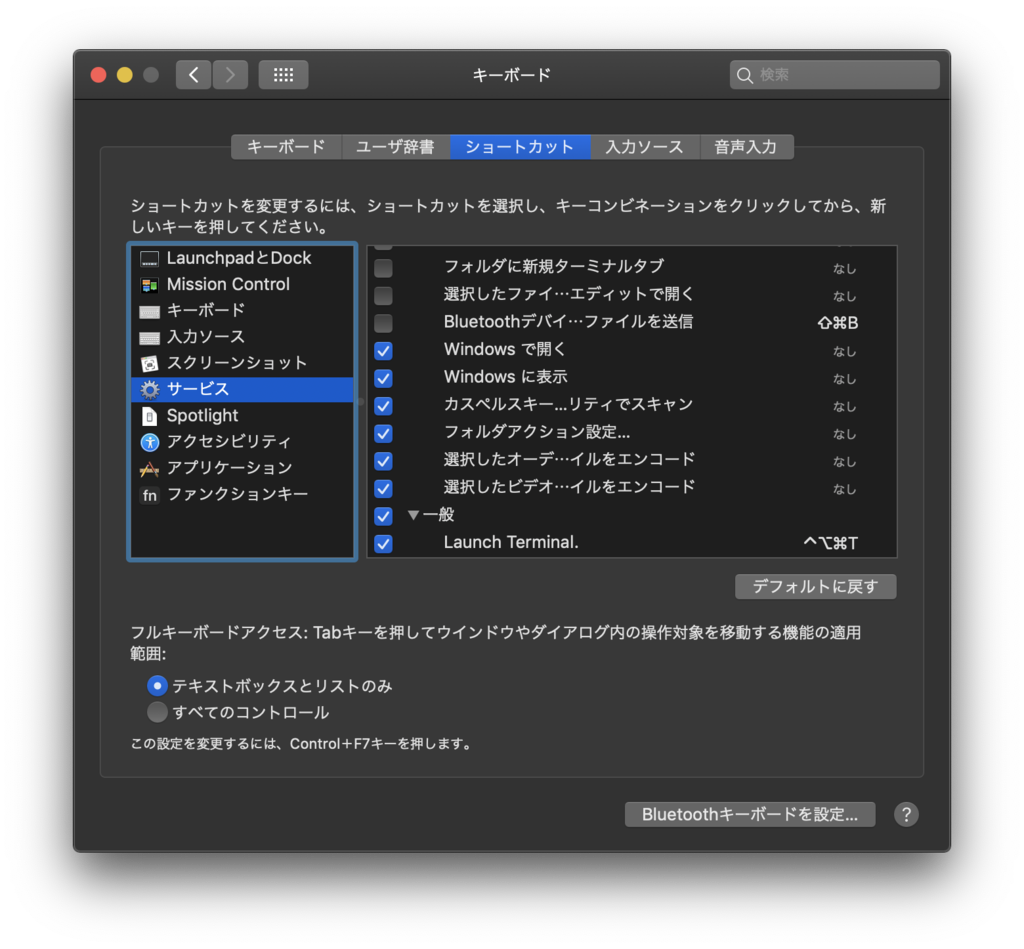 キーボード
検索
キーボード
ユーザ辞書
ショートカット
入力ソース
音声入力
ショートカットを変更するには、ショートカットを選択し、キーコンビネーションをクリックしてから、新
しいキーを押してください。
LaunchpadとDock
Mission Control
キーボード
入力ソース
スクリーンショット
サービス
Spotlight
アクセシビリティ
アプリケーション
fn ファンクションキー
フォルダに新規ターミナルタブ なし
選択したファイ…エディットで開く なし
Bluetoothデバイ…ファイルを送信 ⇧⌘B
Windows で開く なし
Windows に表示 なし
カスペルスキー...リティでスキャン なし
フォルダアクション設定... なし
選択したオーデ…イルをエンコード なし
選択したビデオ…イルをエンコード なし
▼一般
Launch Terminal. ^⌥⌘T
デフォルトに戻す
フルキーボードアクセス: Tabキーを押してウインドウやダイアログ内の操作対象を移動する機能の適用
範囲:
テキストボックスとリストのみ
すべてのコントロール
この設定を変更するには、Control+F7キーを押します。
Bluetoothキーボードを設定...
?